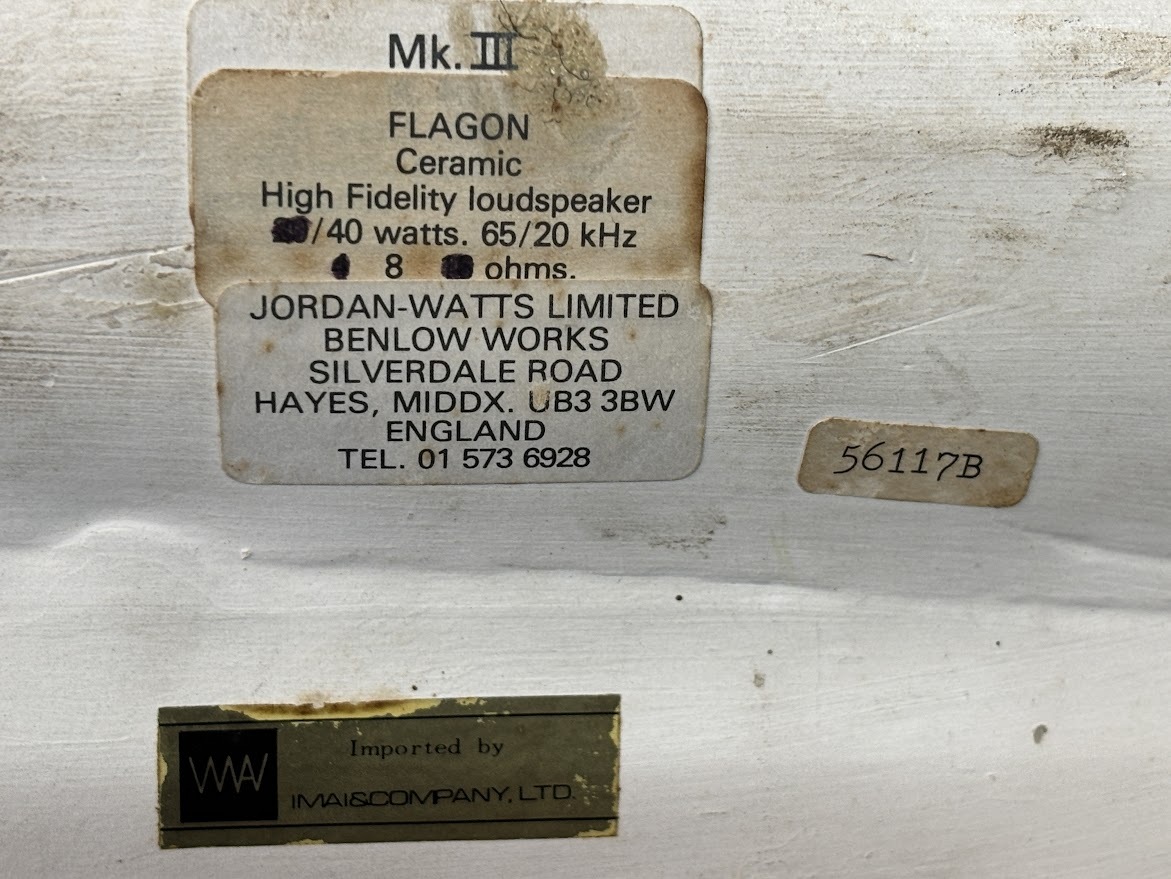 Mk. III
FLAGON
Ceramic
High Fidelity loudspeaker
/40 watts. 65/20 kHz
8 ohms.
JORDAN-WATTS LIMITED
BENLOW WORKS
SILVERDALE ROAD
HAYES, MIDDX. UB3 3BW
ENGLAND
TEL. 01 573 6928
56117B
Imported by
IMAI&COMPANY, LTD.